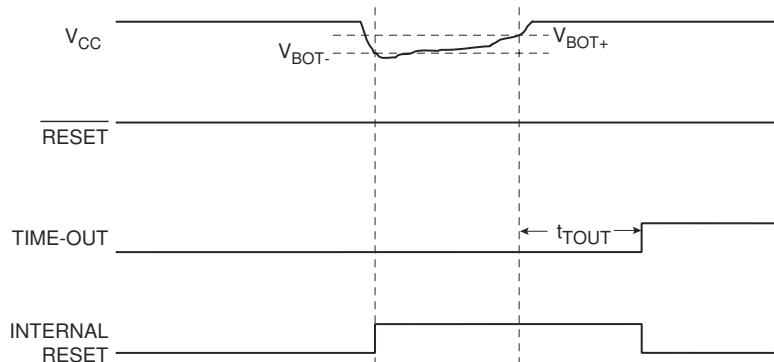 VCC
VBOT-
VBOT+
RESET
TIME-OUT
tTOUT
INTERNAL
RESET